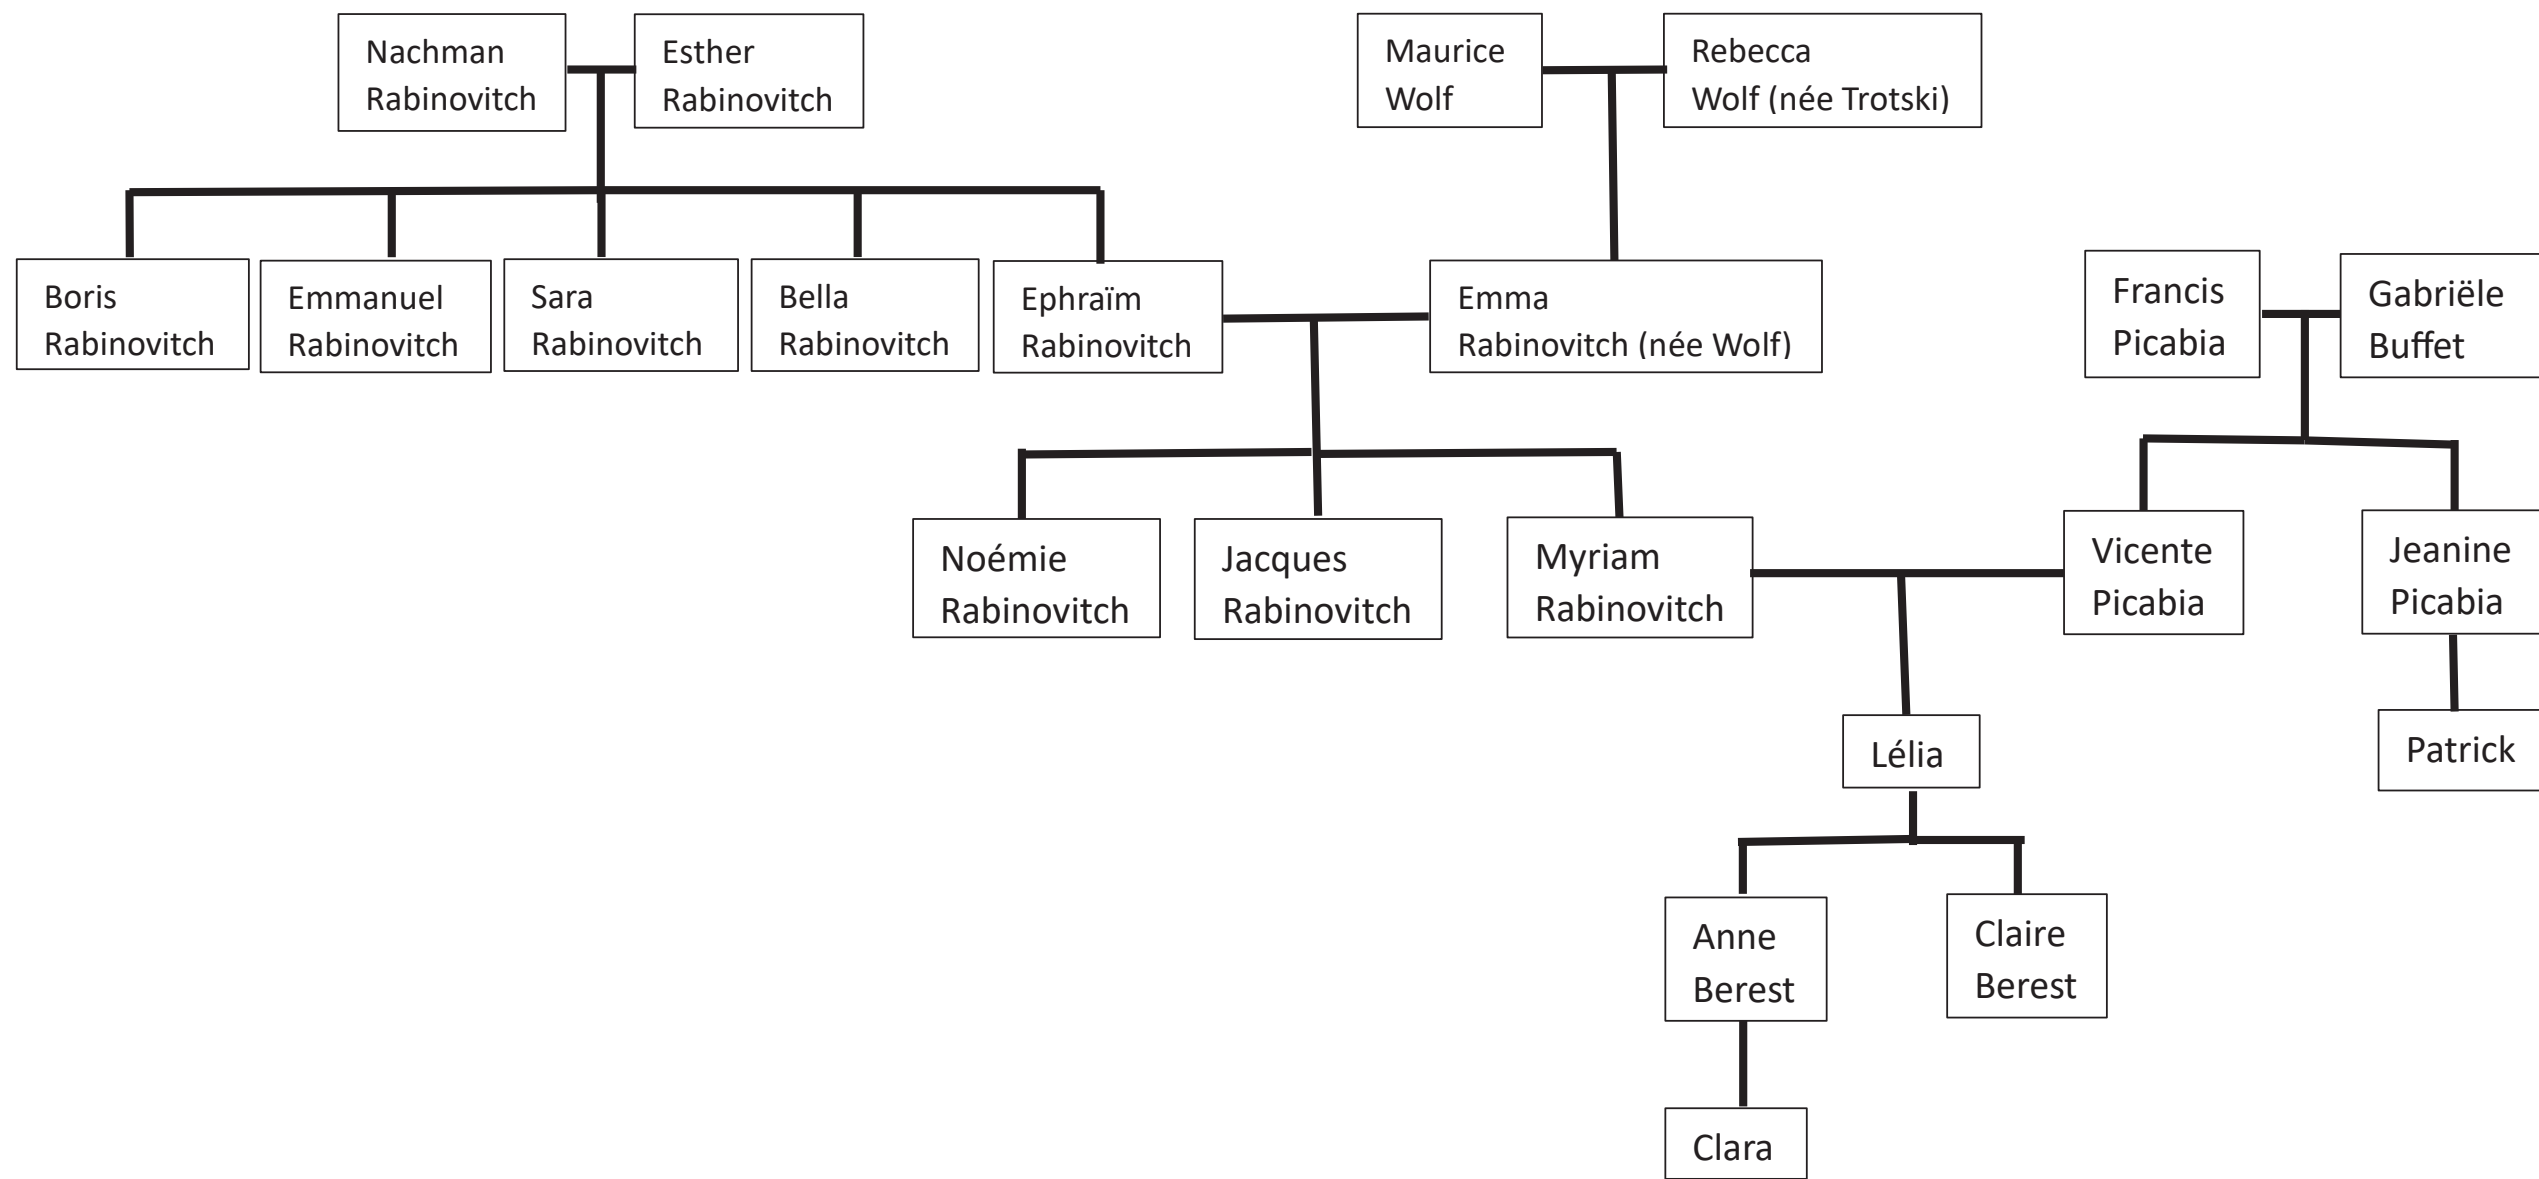 Nachman
Rabinovitch
Esther
Rabinovitch
Maurice
Wolf
Rebecca
Wolf (née Trotski)
Boris
Rabinovitch
Emmanuel
Rabinovitch
Sara
Rabinovitch
Bella
Rabinovitch
Ephraïm
Rabinovitch
Emma
Rabinovitch (née Wolf)
Francis
Picabia
Gabriële
Buffet
Noémie
Rabinovitch
Jacques
Rabinovitch
Myriam
Rabinovitch
Vicente
Picabia
Jeanine
Picabia
Lélia
Patrick
Anne
Berest
Claire
Berest
Clara